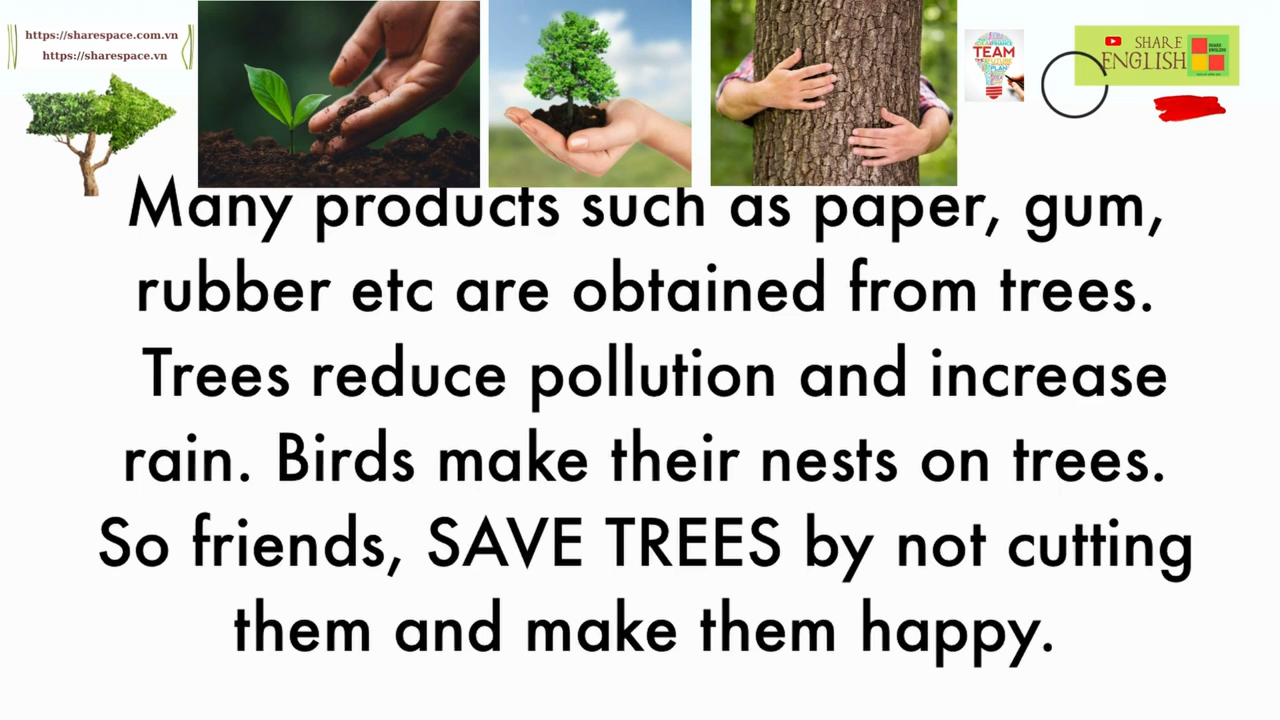 https://sharespace.com.vn
https://sharespace.vn
TEAM
PLAN
SHARE
ENGLISH
Many products such as paper, gum,
rubber etc are obtained from trees.
Trees reduce pollution and increase
rain. Birds make their nests on trees.
So friends, SAVE TREES by not cutting
them and make them happy.